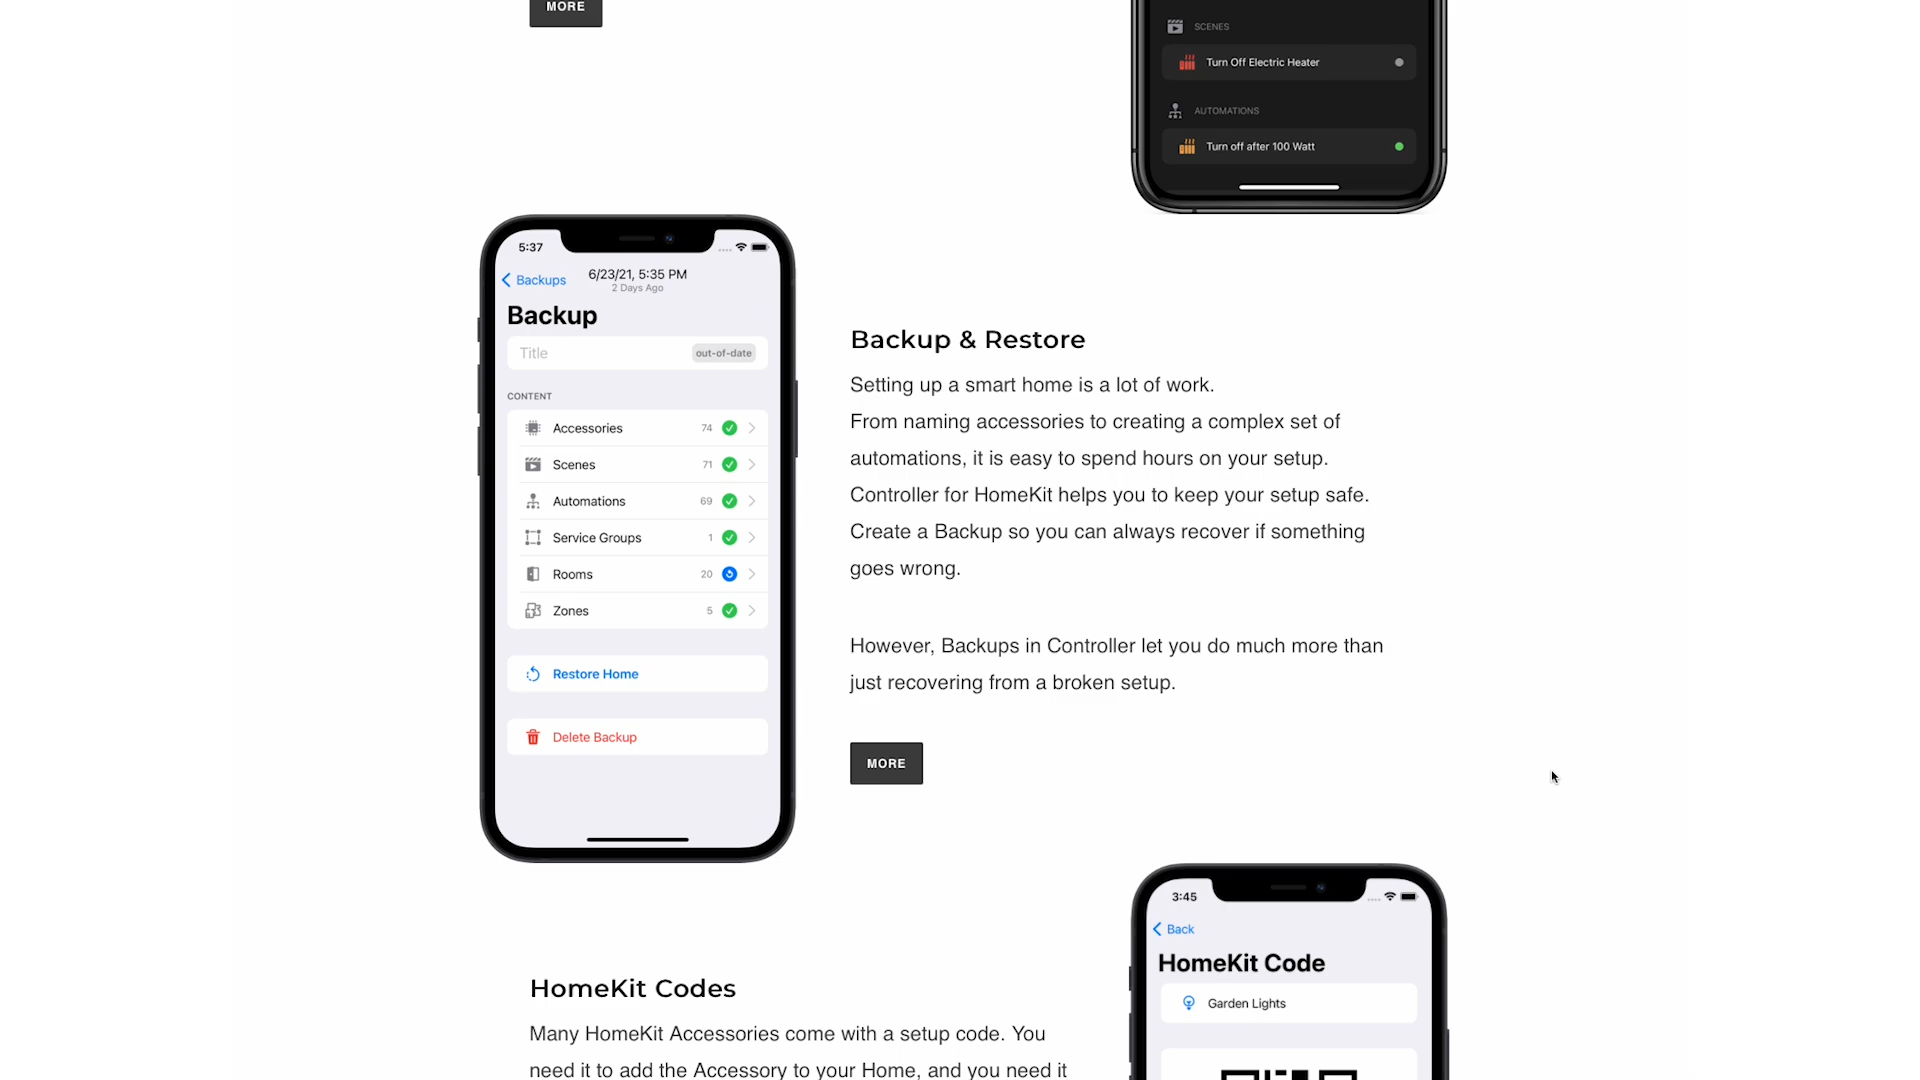 MORE
SCENES
Turn Off Electric Heater
AUTOMATIONS
Turn off after 100 Watt
5:37
Backups
6/23/21, 5:35 PM
2 Days Ago
Backup
Title
out-of-date
CONTENT
Accessories 74
Scenes 71
Automations 69
Service Groups 1
Rooms 20
Zones 5
Restore Home
Delete Backup
Backup & Restore
Setting up a smart home is a lot of work.
From naming accessories to creating a complex set of
automations, it is easy to spend hours on your setup.
Controller for HomeKit helps you to keep your setup safe.
Create a Backup so you can always recover if something
goes wrong.
However, Backups in Controller let you do much more than
just recovering from a broken setup.
MORE
HomeKit Codes
Many HomeKit Accessories come with a setup code. You
need it to add the Accessory to your Home, and you need it
3:45
Back
HomeKit Code
Garden Lights